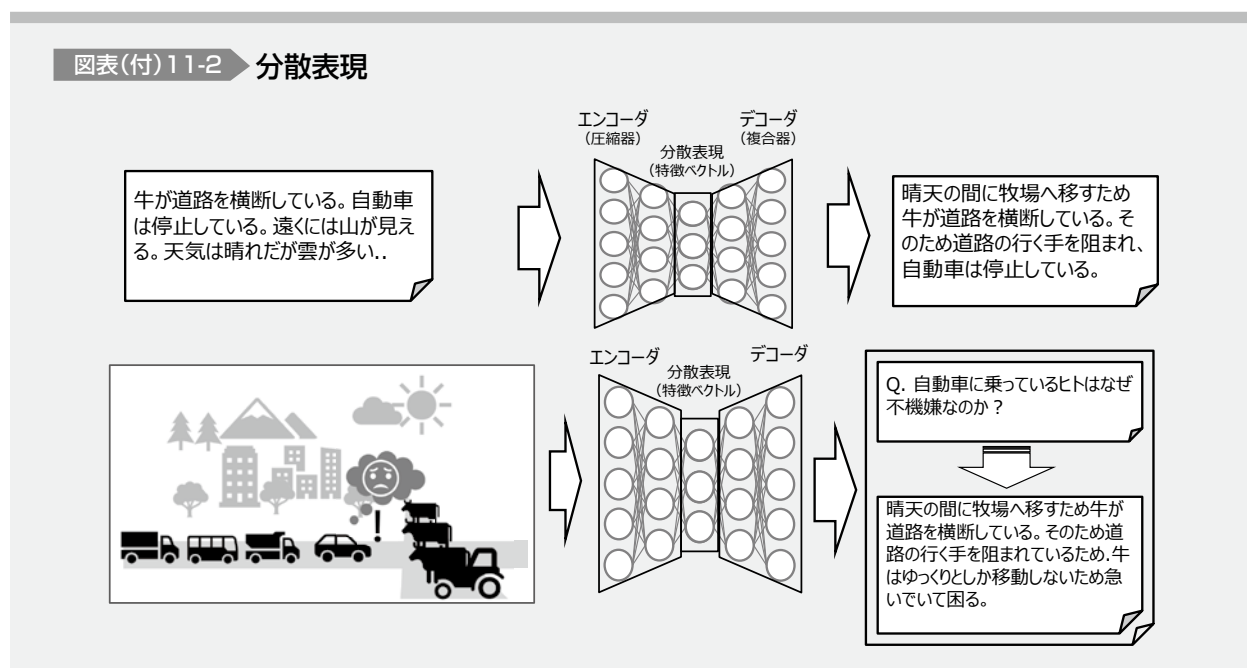 図表(付)11-2 分散表現
エンコーダ
(圧縮器)
デコーダ
(複合器)
分散表現
(特徴ベクトル)
牛が道路を横断している。自動車
は停止している。遠くには山が見え
る。天気は晴れだが雲が多い..
晴天の間に牧場へ移すため
牛が道路を横断している。そ
のため道路の行く手を阻まれ、
自動車は停止している。
エンコーダ
デコーダ
分散表現
(特徴ベクトル)
!
Q. 自動車に乗っているヒトはなぜ
不機嫌なのか?
晴天の間に牧場へ移すため牛が
道路を横断している。そのため道
路の行く手を阻まれているため.牛
はゆっくりとしか移動しないため急
いでいて困る。